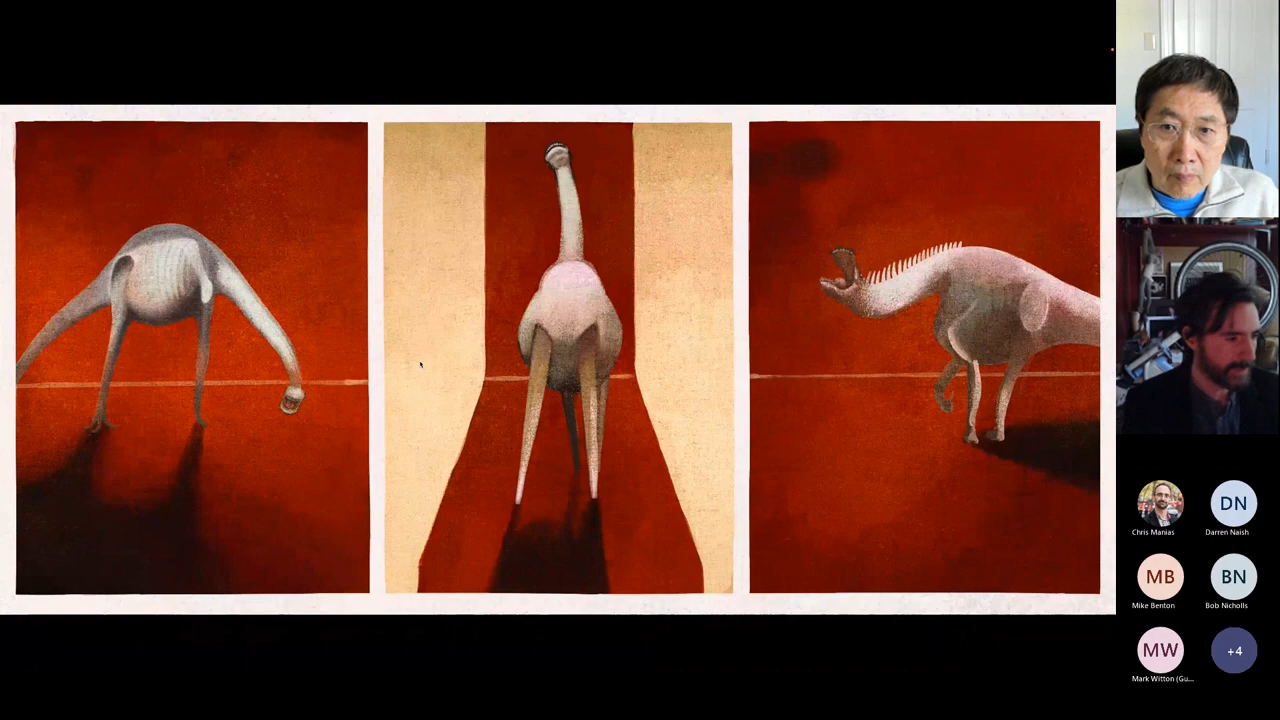 Chris Manias
DN
Darren Naish
MB
Mike Benton
BN
Bob Nicholls
MW
Mark Witton (Gu...
+4